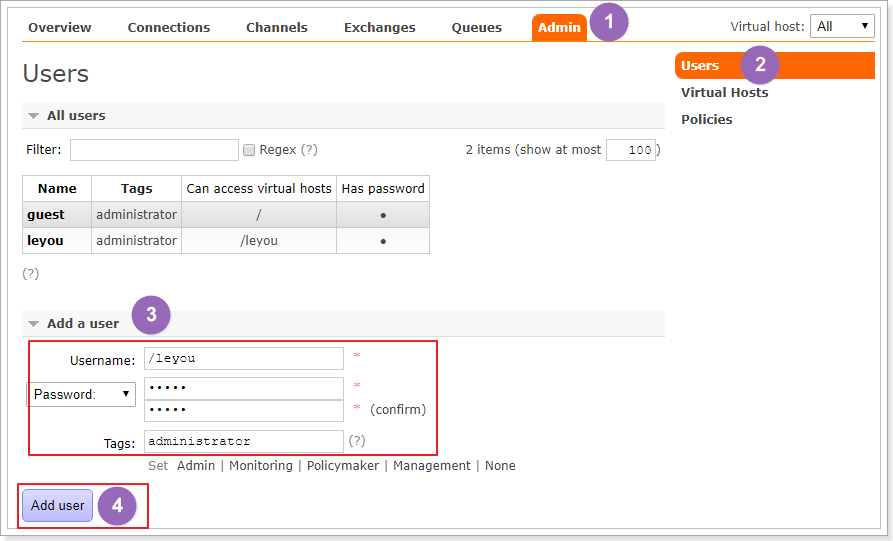 Overview Connections Channels Exchanges Queues Admin 1 Virtual host: All
Users
Users 2
Virtual Hosts
Policies
All users
Filter: Regex (?) 2 items (show at most 100)
Name Tags Can access virtual hosts Has password
guest administrator / •
leyou administrator /leyou •
(?)
3
Add a user
Username: /leyou *
Password: ••••• *
••••• * (confirm)
Tags: administrator (?)
Set Admin | Monitoring | Policymaker | Management | None
Add user 4